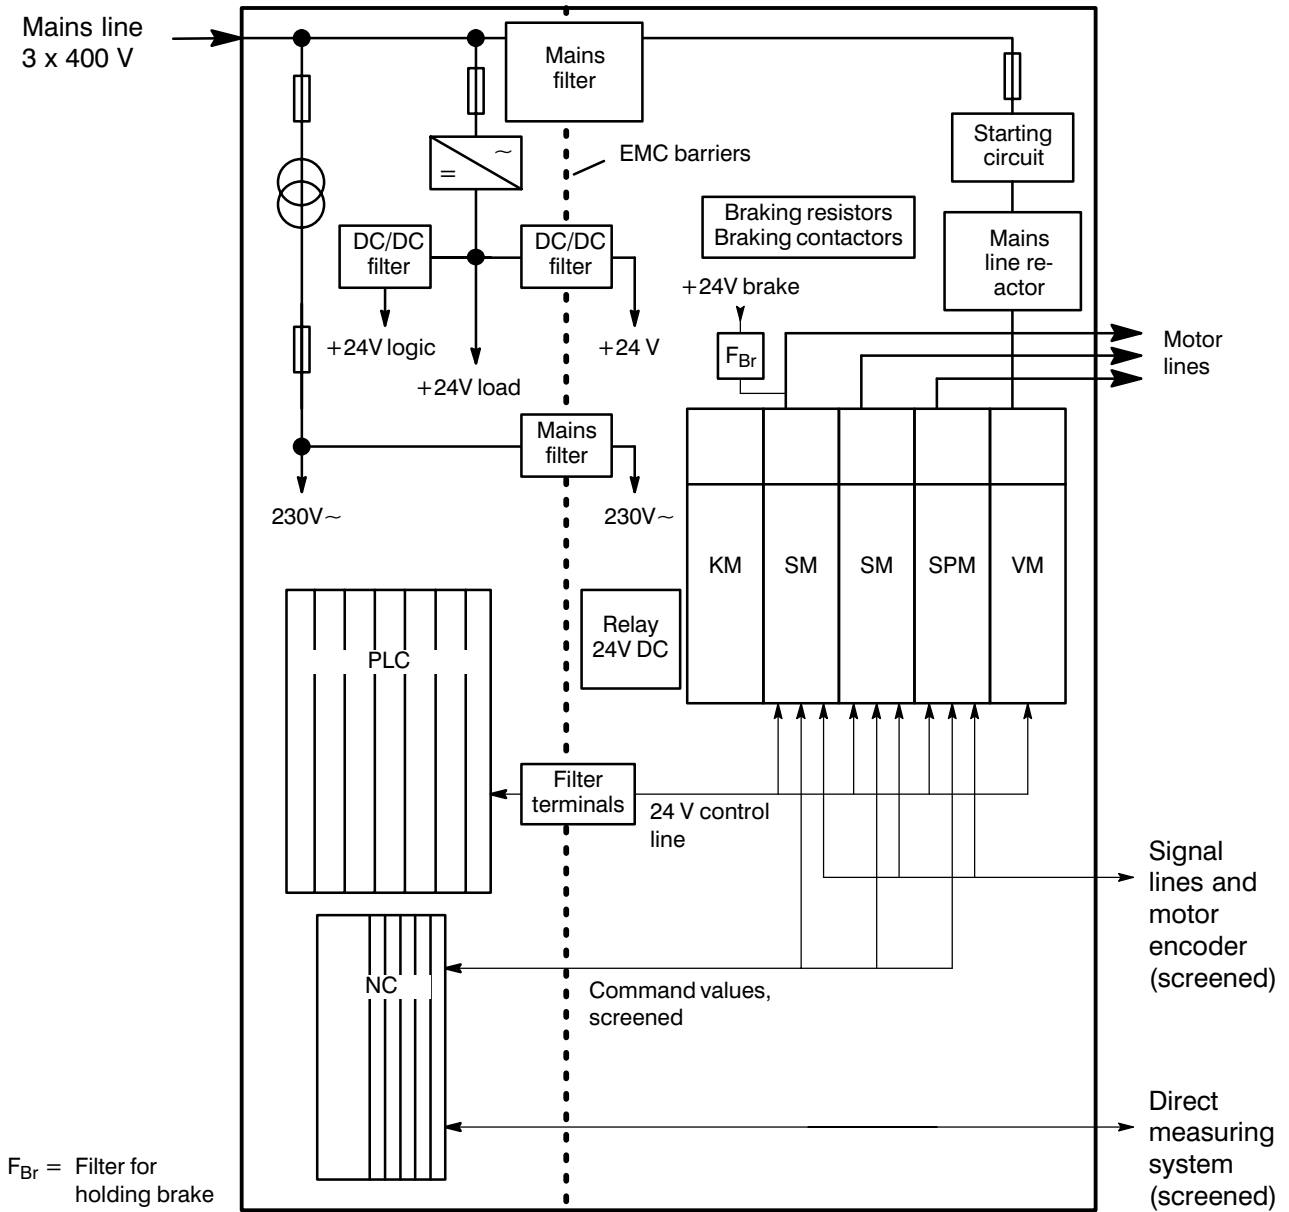 Mains line
3 x 400 V
Mains
filter
~
=
EMC barriers
Starting
circuit
Braking resistors
Braking contactors
Mains
line re-
actor
DC/DC
filter
DC/DC
filter
+24V brake
+24V logic
+24V load
+24 V
FBr
Motor
lines
Mains
filter
230V~
230V~
KM
SM
SM
SPM
VM
Relay
24V DC
PLC
Filter
terminals
24 V control
line
Signal
lines and
motor
encoder
(screened)
NC
Command values,
screened
Direct
measuring
system
(screened)
FBr = Filter for
holding brake